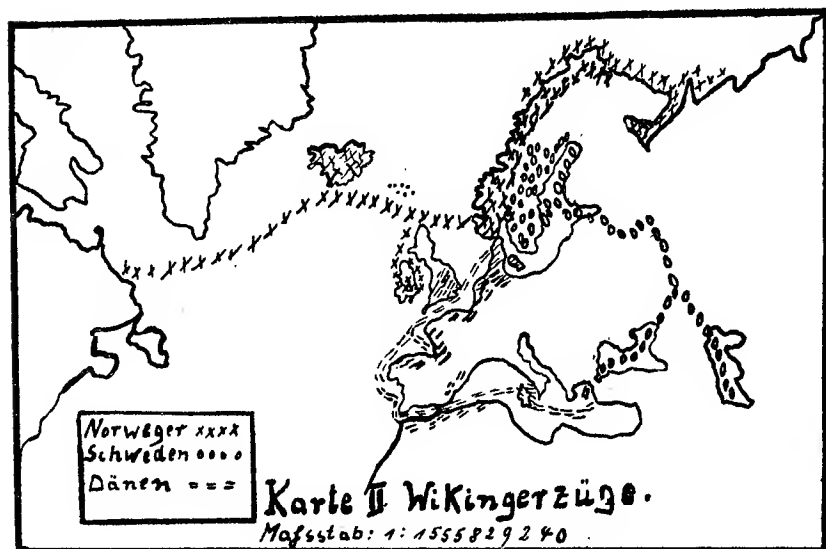 Norweger xxxx
Schweden oooo
Dänen ===
Karte II Wikingerzüge.
Maſsstab: 1:1555829240